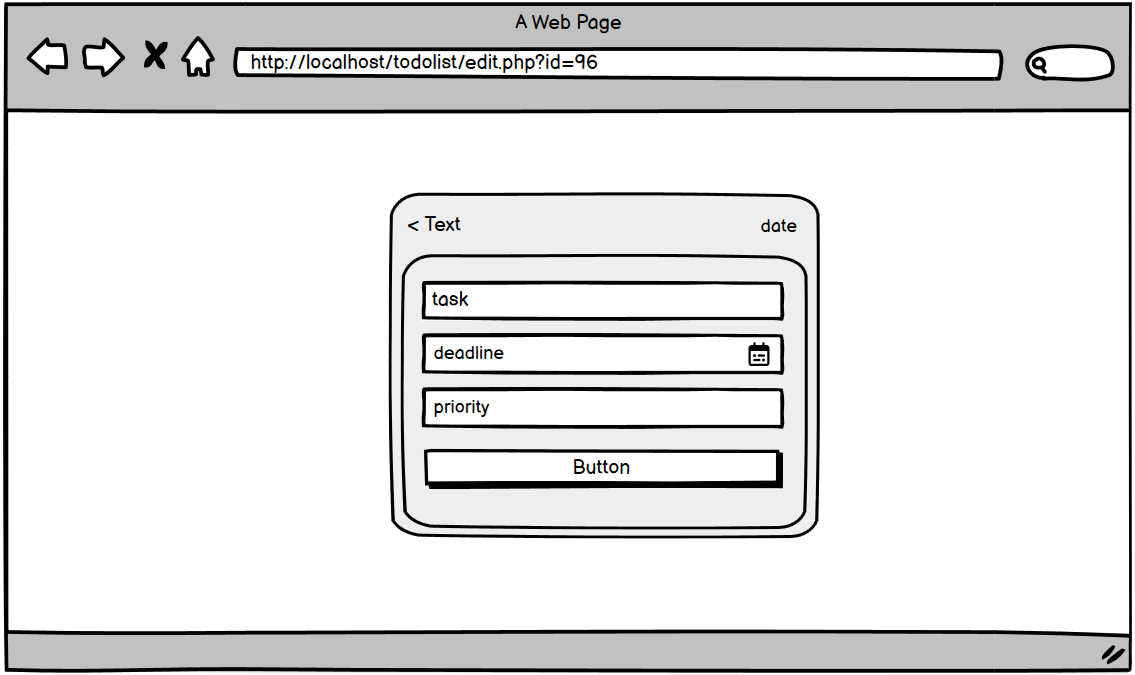 A Web Page
http://localhost/todolist/edit.php?id=96
< Text
date
task
deadline
priority
Button